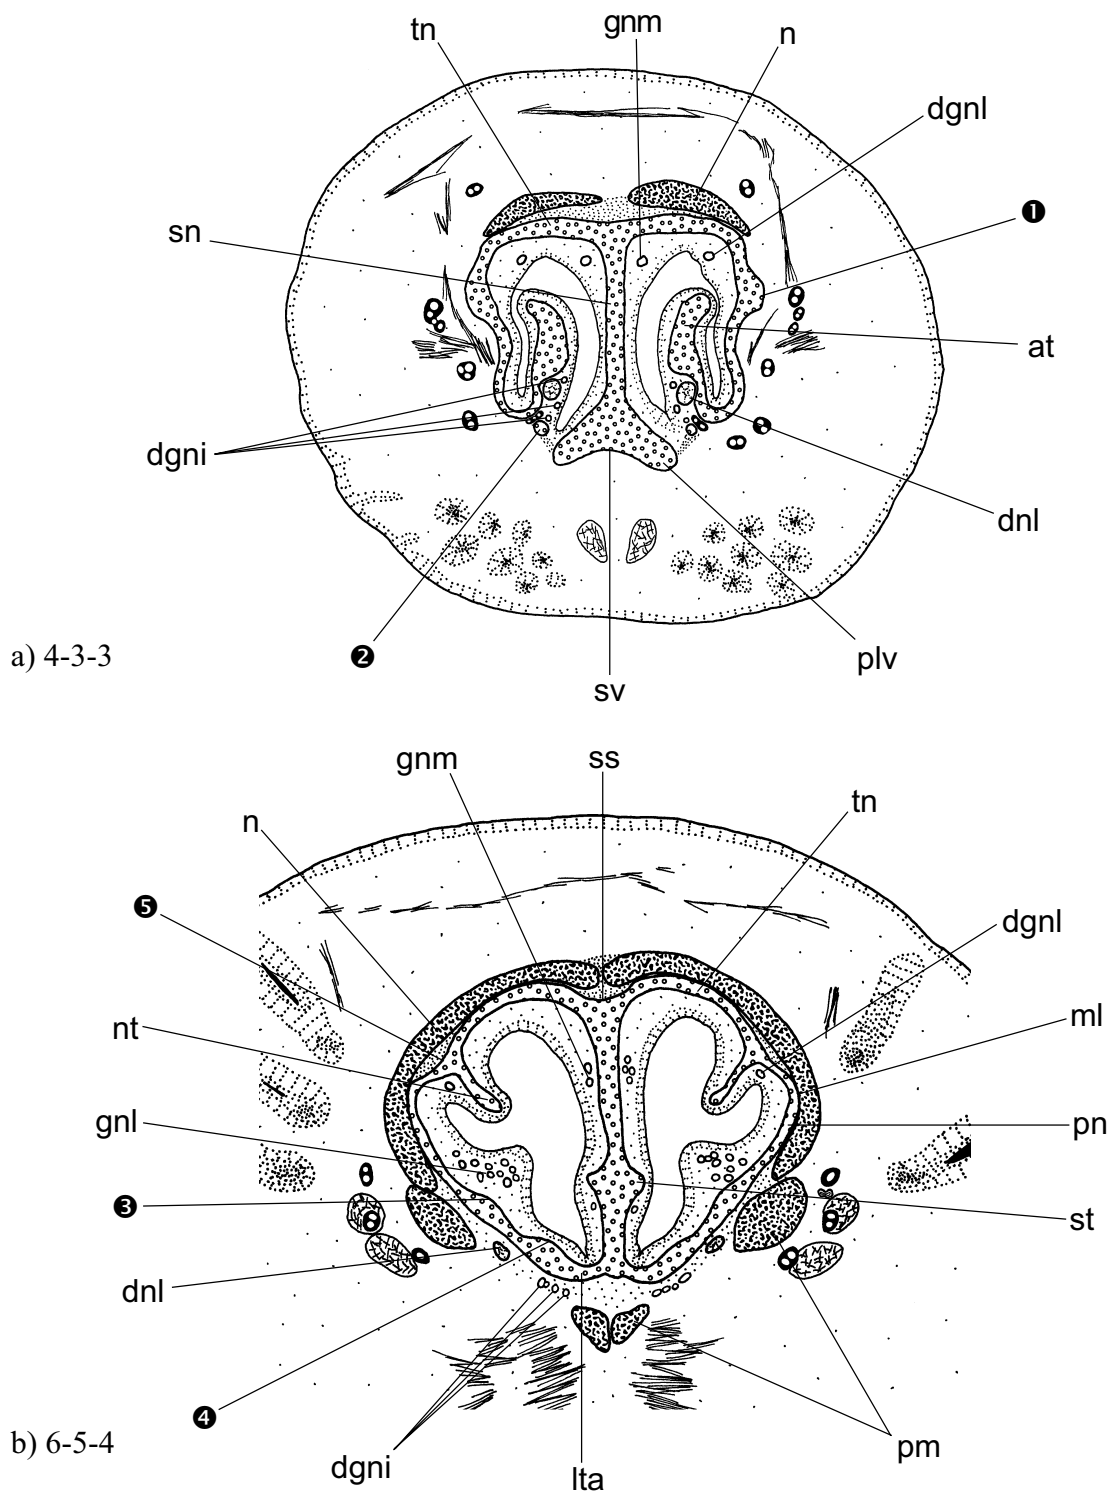 tn gnm n
dgnl
❶
sn
at
dgni
dnl
❷ plv
a) 4-3-3
sv
gnm ss
tn
n
❺ dgnl
nt ml
gnl pn
❸ st
dnl
❹
b) 6-5-4 pm
dgni lta